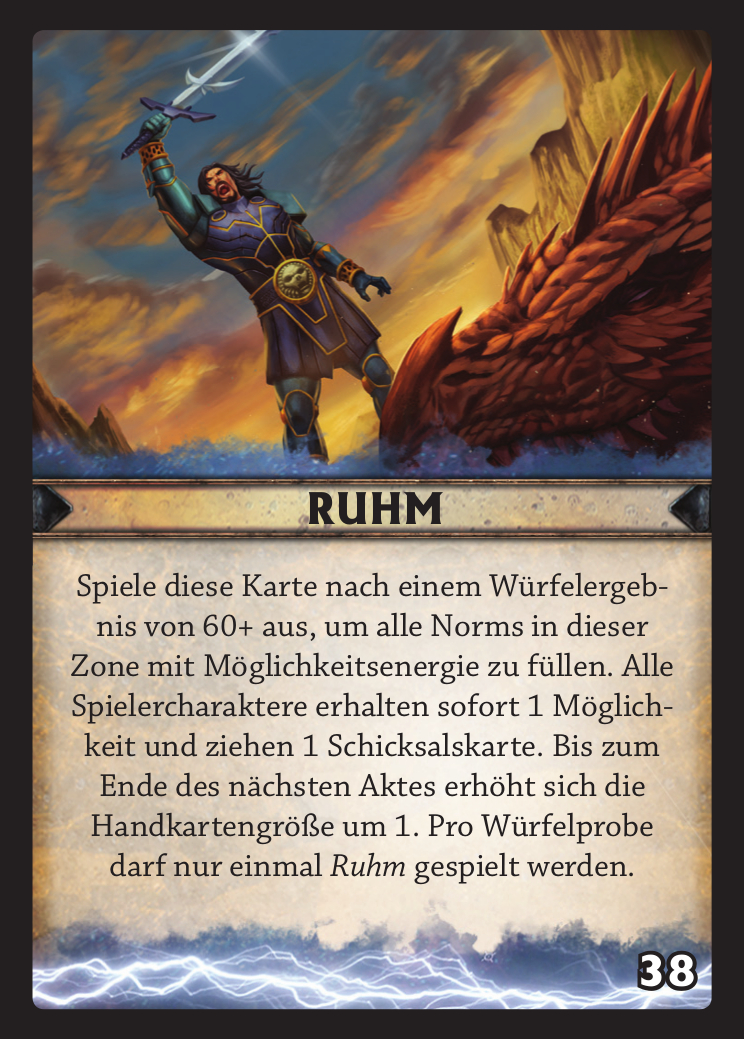 RUHM
Spiele diese Karte nach einem Würfelergeb-
nis von 60+ aus, um alle Norms in dieser
Zone mit Möglichkeitsenergie zu füllen. Alle
Spielercharaktere erhalten sofort 1 Möglich-
keit und ziehen 1 Schicksalskarte. Bis zum
Ende des nächsten Aktes erhöht sich die
Handkartengröße um 1. Pro Würfelprobe
darf nur einmal Ruhm gespielt werden.
38